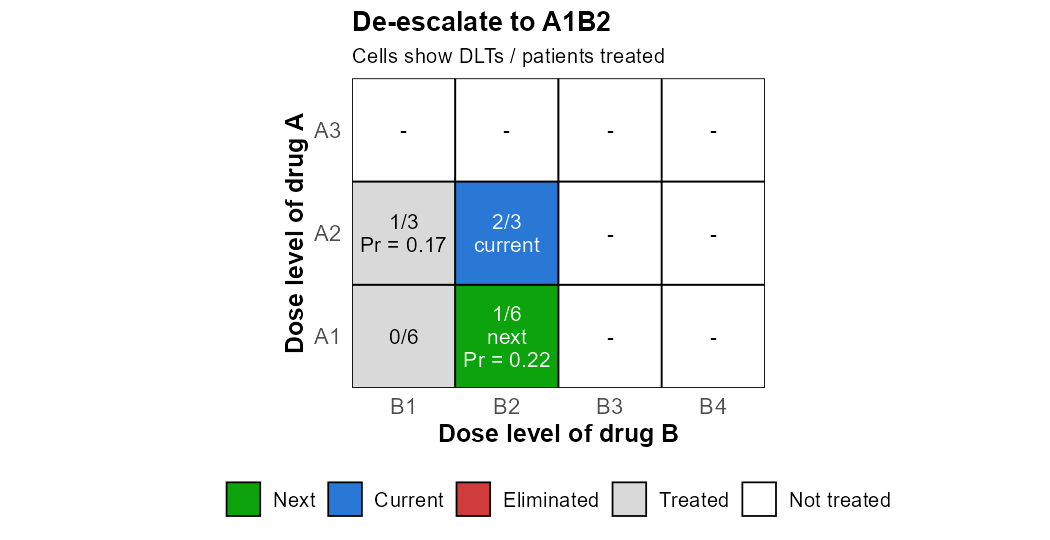 De-escalate to A1B2
Cells show DLTs / patients treated
Dose level of drug A
A3
-
-
-
-
A2
1/3
Pr = 0.17
2/3
current
-
-
A1
0/6
1/6
next
Pr = 0.22
-
-
B1
B2
B3
B4
Dose level of drug B
Next
Current
Eliminated
Treated
Not treated